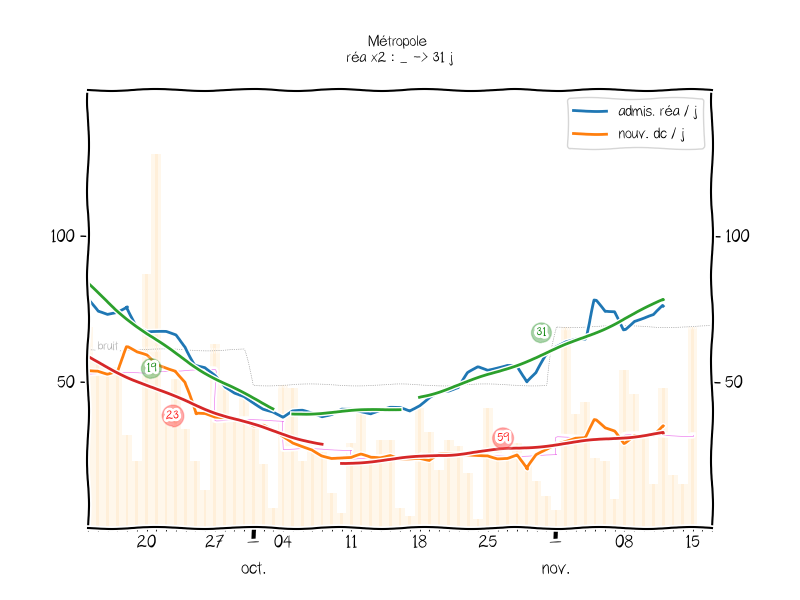 Métropole
réa x2 : _ -> 31 j
admis. réa / j
nouv. dc / j
100
100
31
bruit
19
50
50
23
59
20
27
04
11
18
25
08
15
oct.
nov.